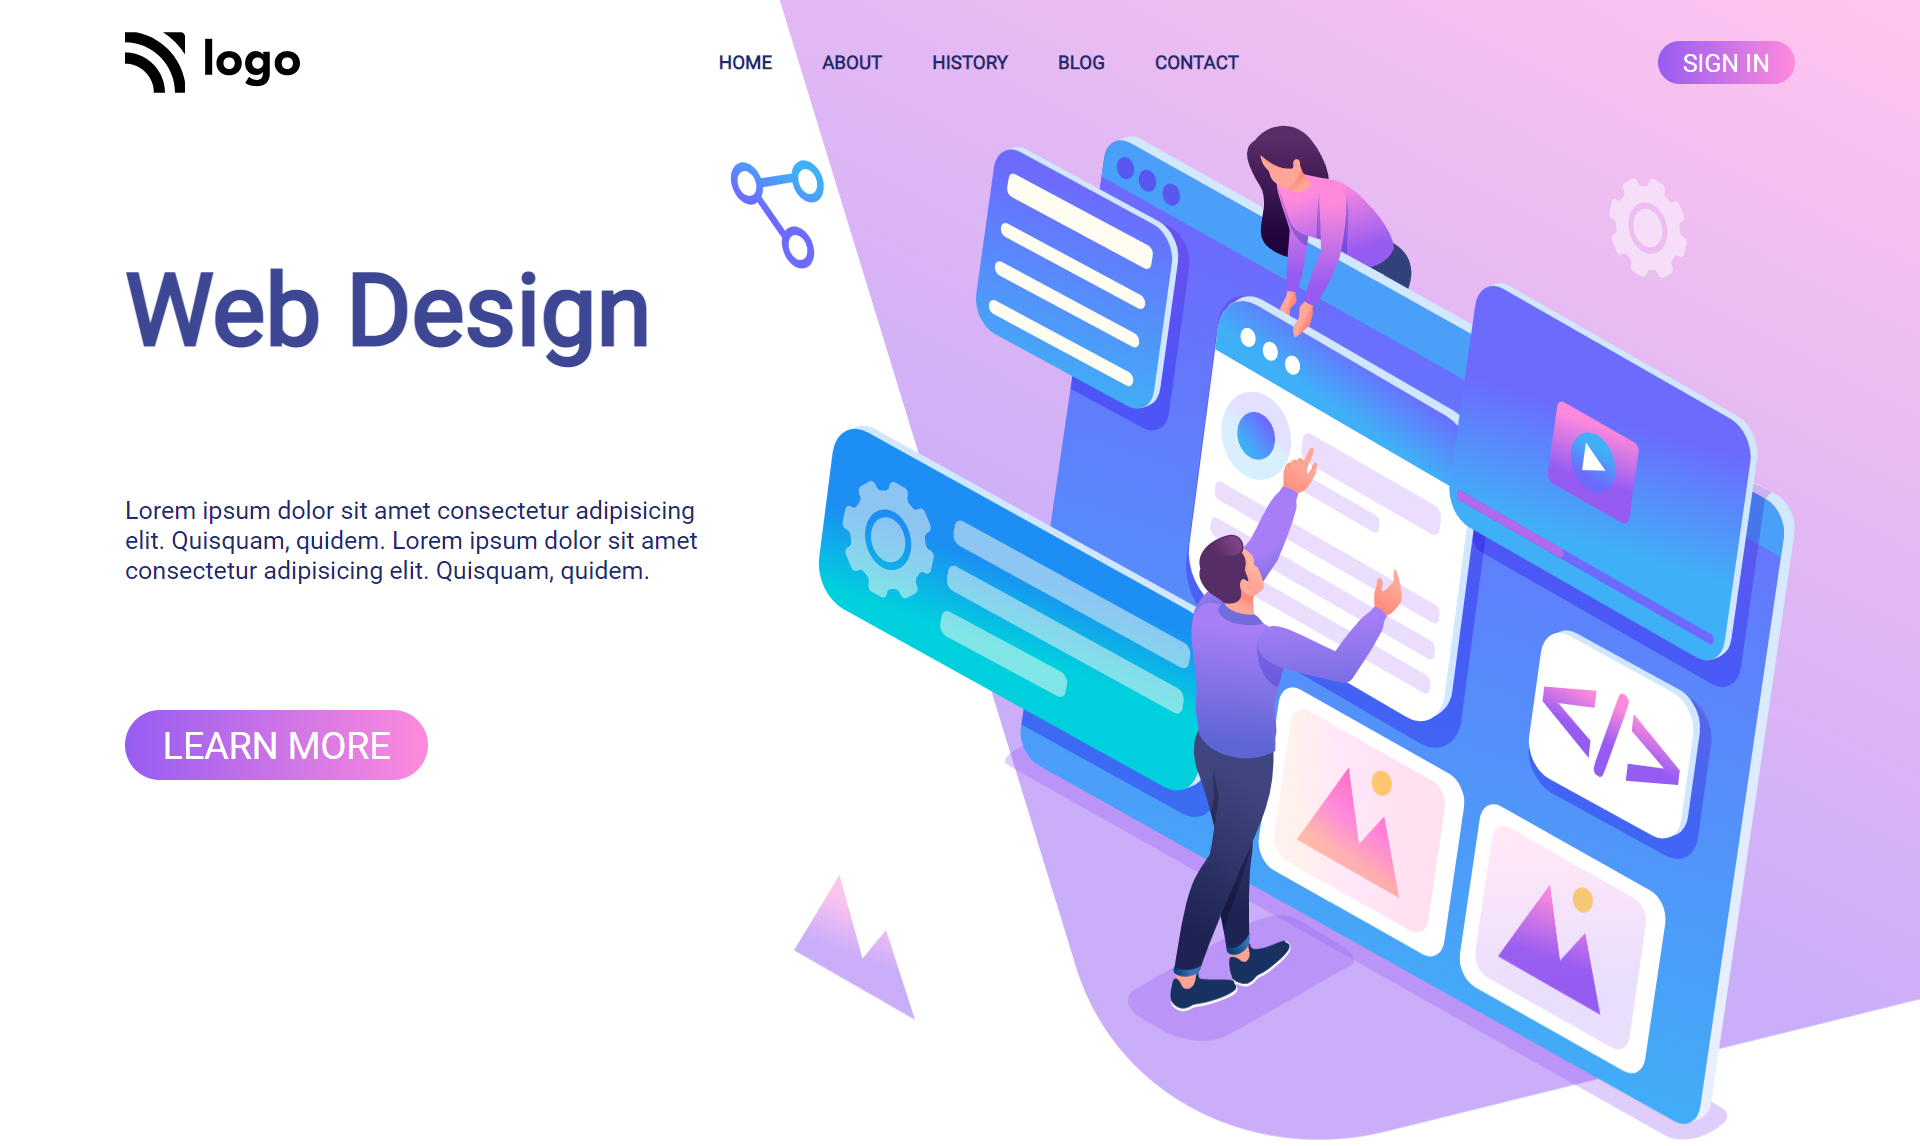 logo
HOME ABOUT HISTORY BLOG CONTACT
SIGN IN
Web Design
Lorem ipsum dolor sit amet consectetur adipisicing
elit. Quisquam, quidem. Lorem ipsum dolor sit amet
consectetur adipisicing elit. Quisquam, quidem.
LEARN MORE
</>